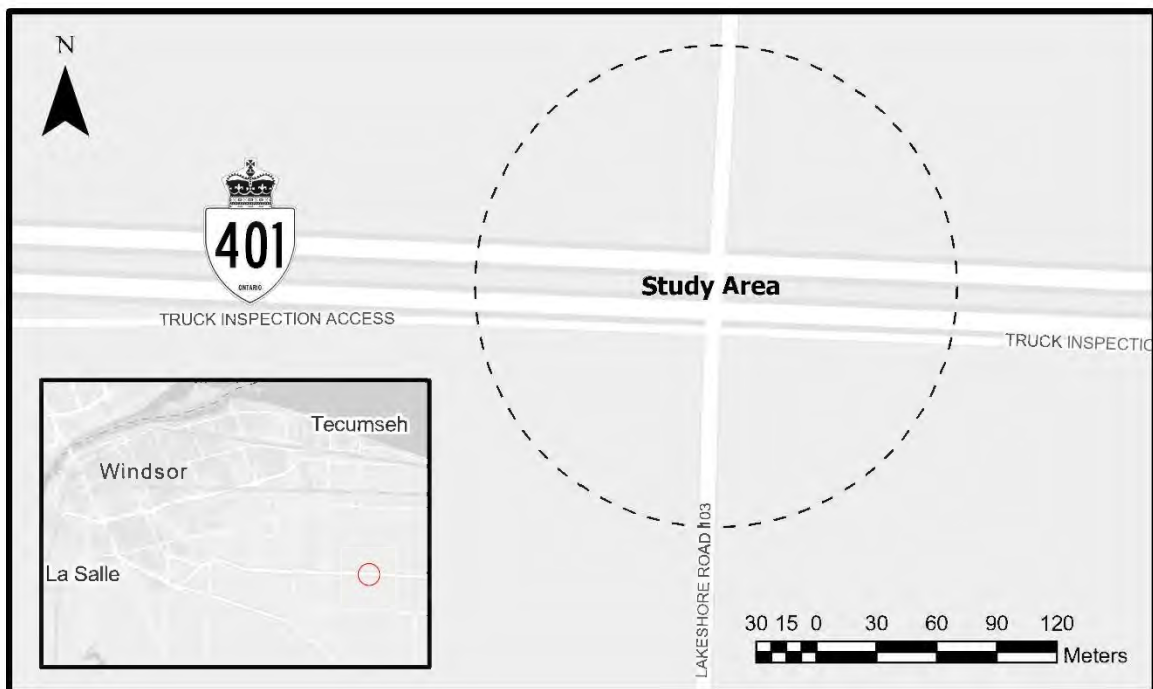 N
401
ONTARIO
Study Area
TRUCK INSPECTION ACCESS
TRUCK INSPECTIO
LAKESHORE ROAD 103
Tecumseh
Windsor
La Salle
30 15 0 30 60 90 120
Meters